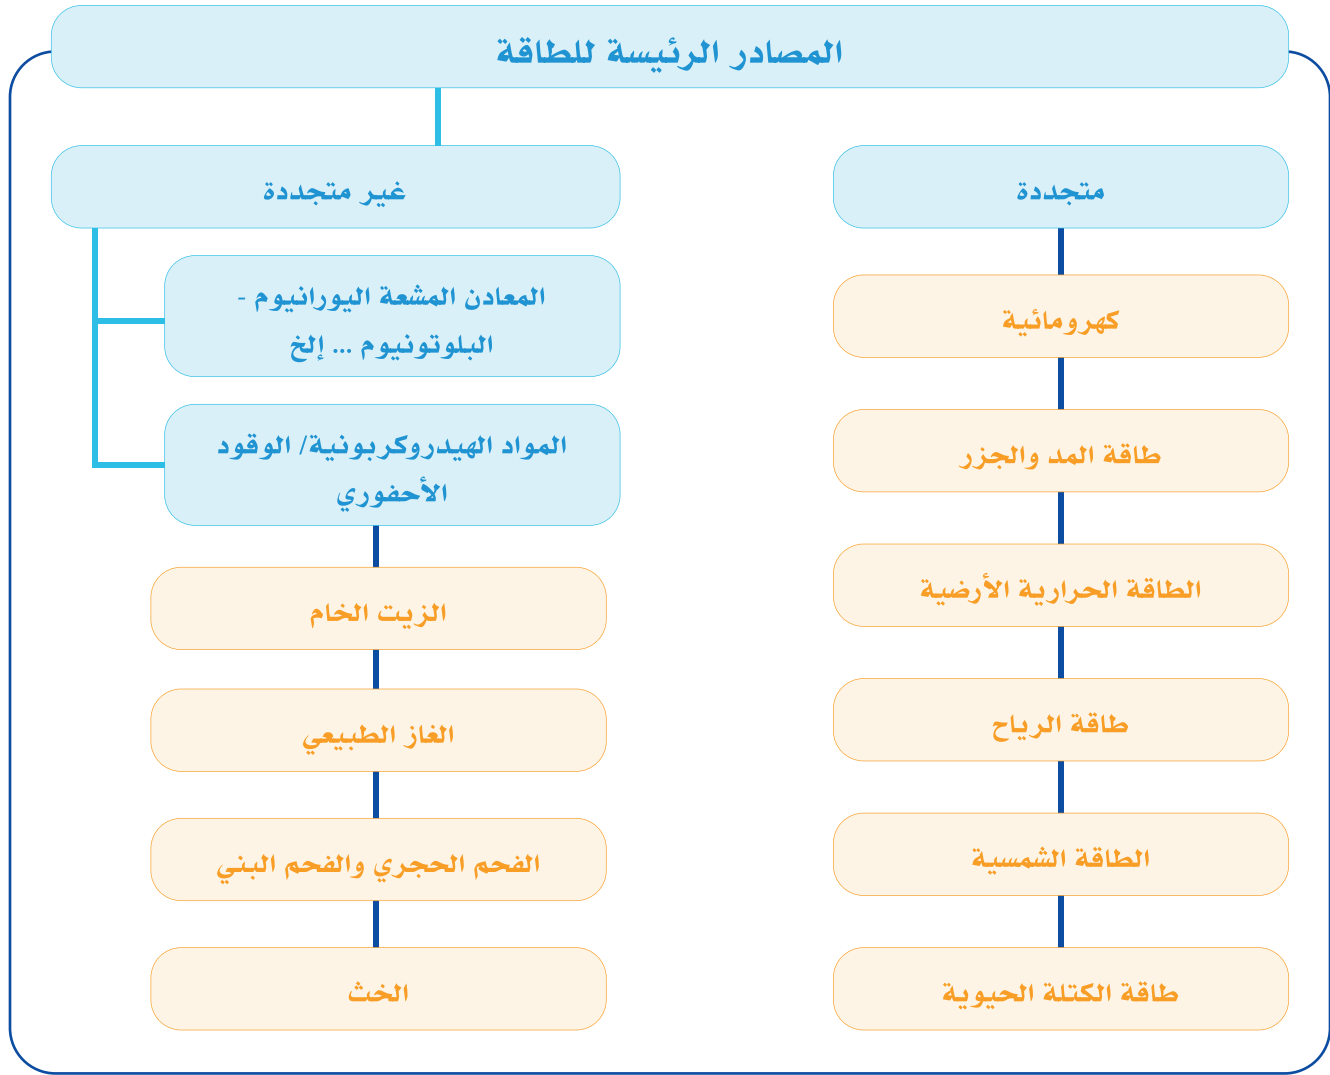 المصادر الرئيسة للطاقة
متجددة
كهرومائية
طاقة المد والجزر
الطاقة الحرارية الأرضية
طاقة الرياح
الطاقة الشمسية
طاقة الكتلة الحيوية
غير متجددة
المعادن المشعة اليورانيوم -
البلوتونيوم ... إلخ
المواد الهيدروكربونية/ الوقود
الأحفوري
الزيت الخام
الغاز الطبيعي
الفحم الحجري والفحم البني
الخث